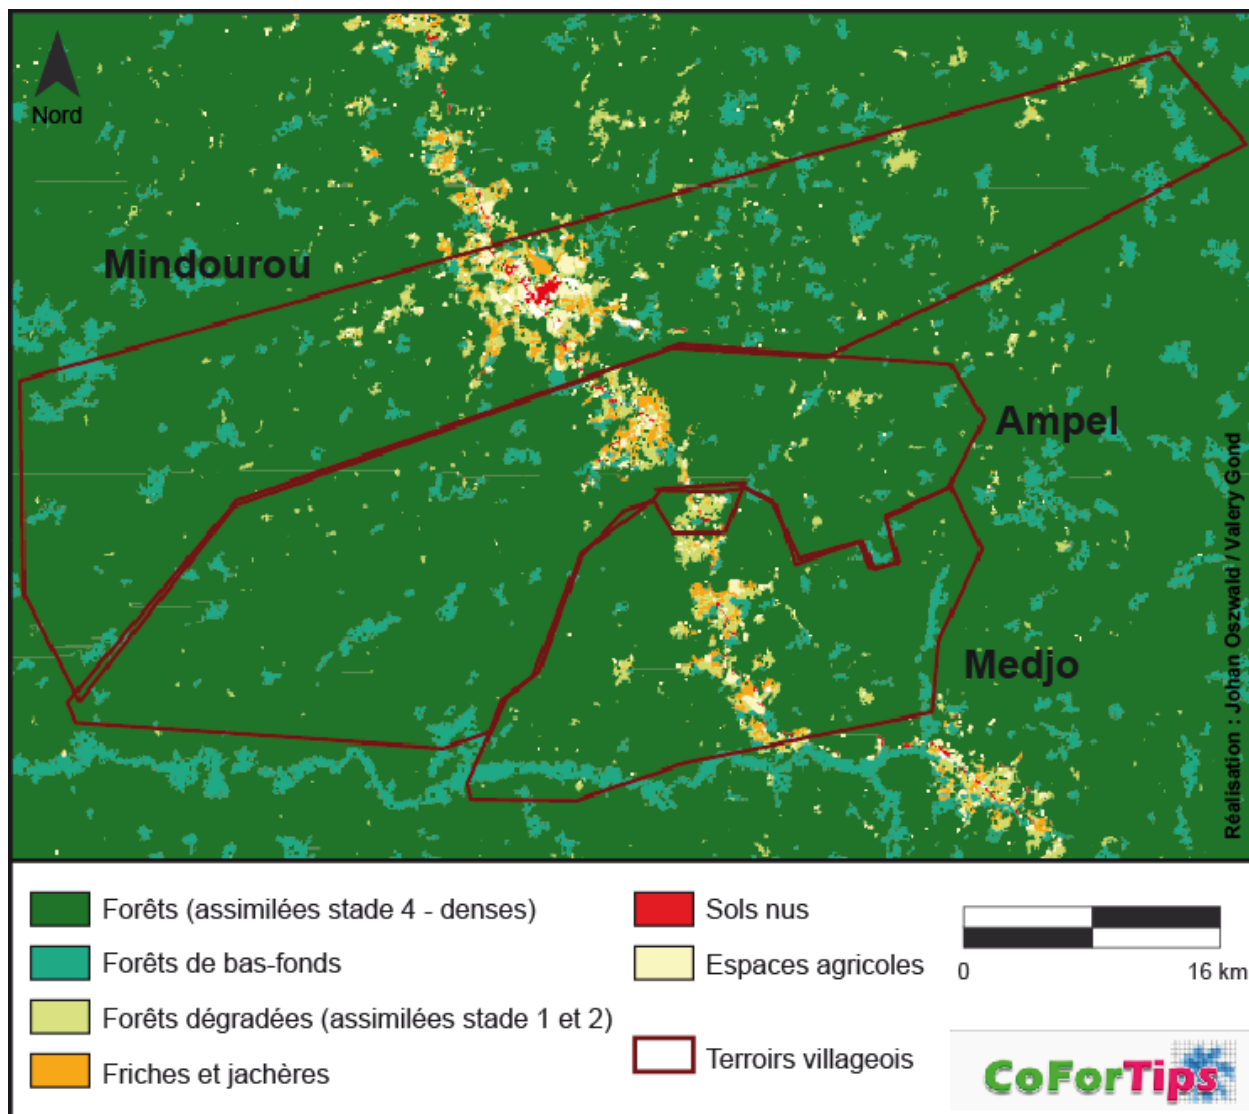 Nord
Mindourou
Ampel
Medjo
Réalisation : Johan Oszwald / Valery Gond
Forêts (assimilées stade 4 - denses)
Forêts de bas-fonds
Forêts dégradées (assimilées stade 1 et 2)
Friches et jachères
Sols nus
Espaces agricoles
Terroirs villageois
0 16 km
CoForTips